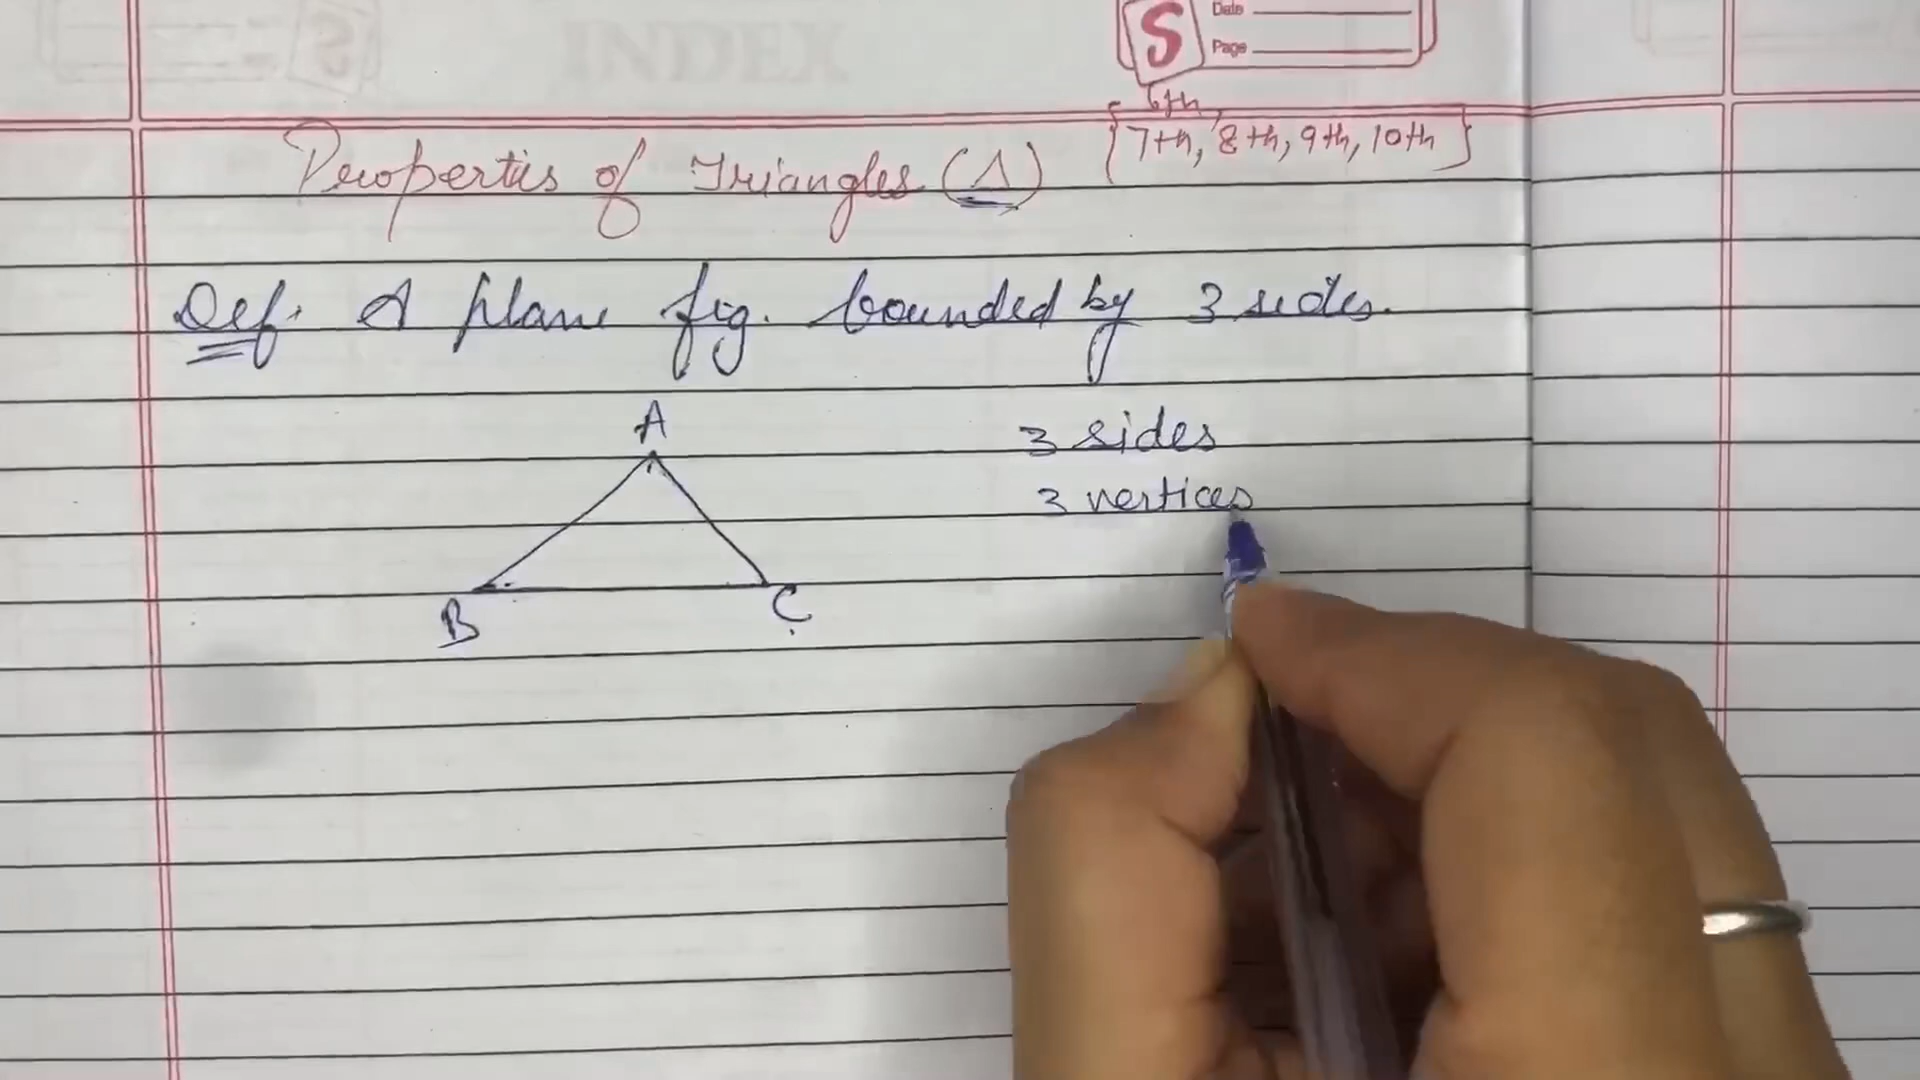 INDEX
Date
Page
S
6th,
{7th, 8th, 9th, 10th}
Properties of Triangles (Δ)
Def. A plane fig. bounded by 3 sides.
A
3 sides
3 vertices
B
C